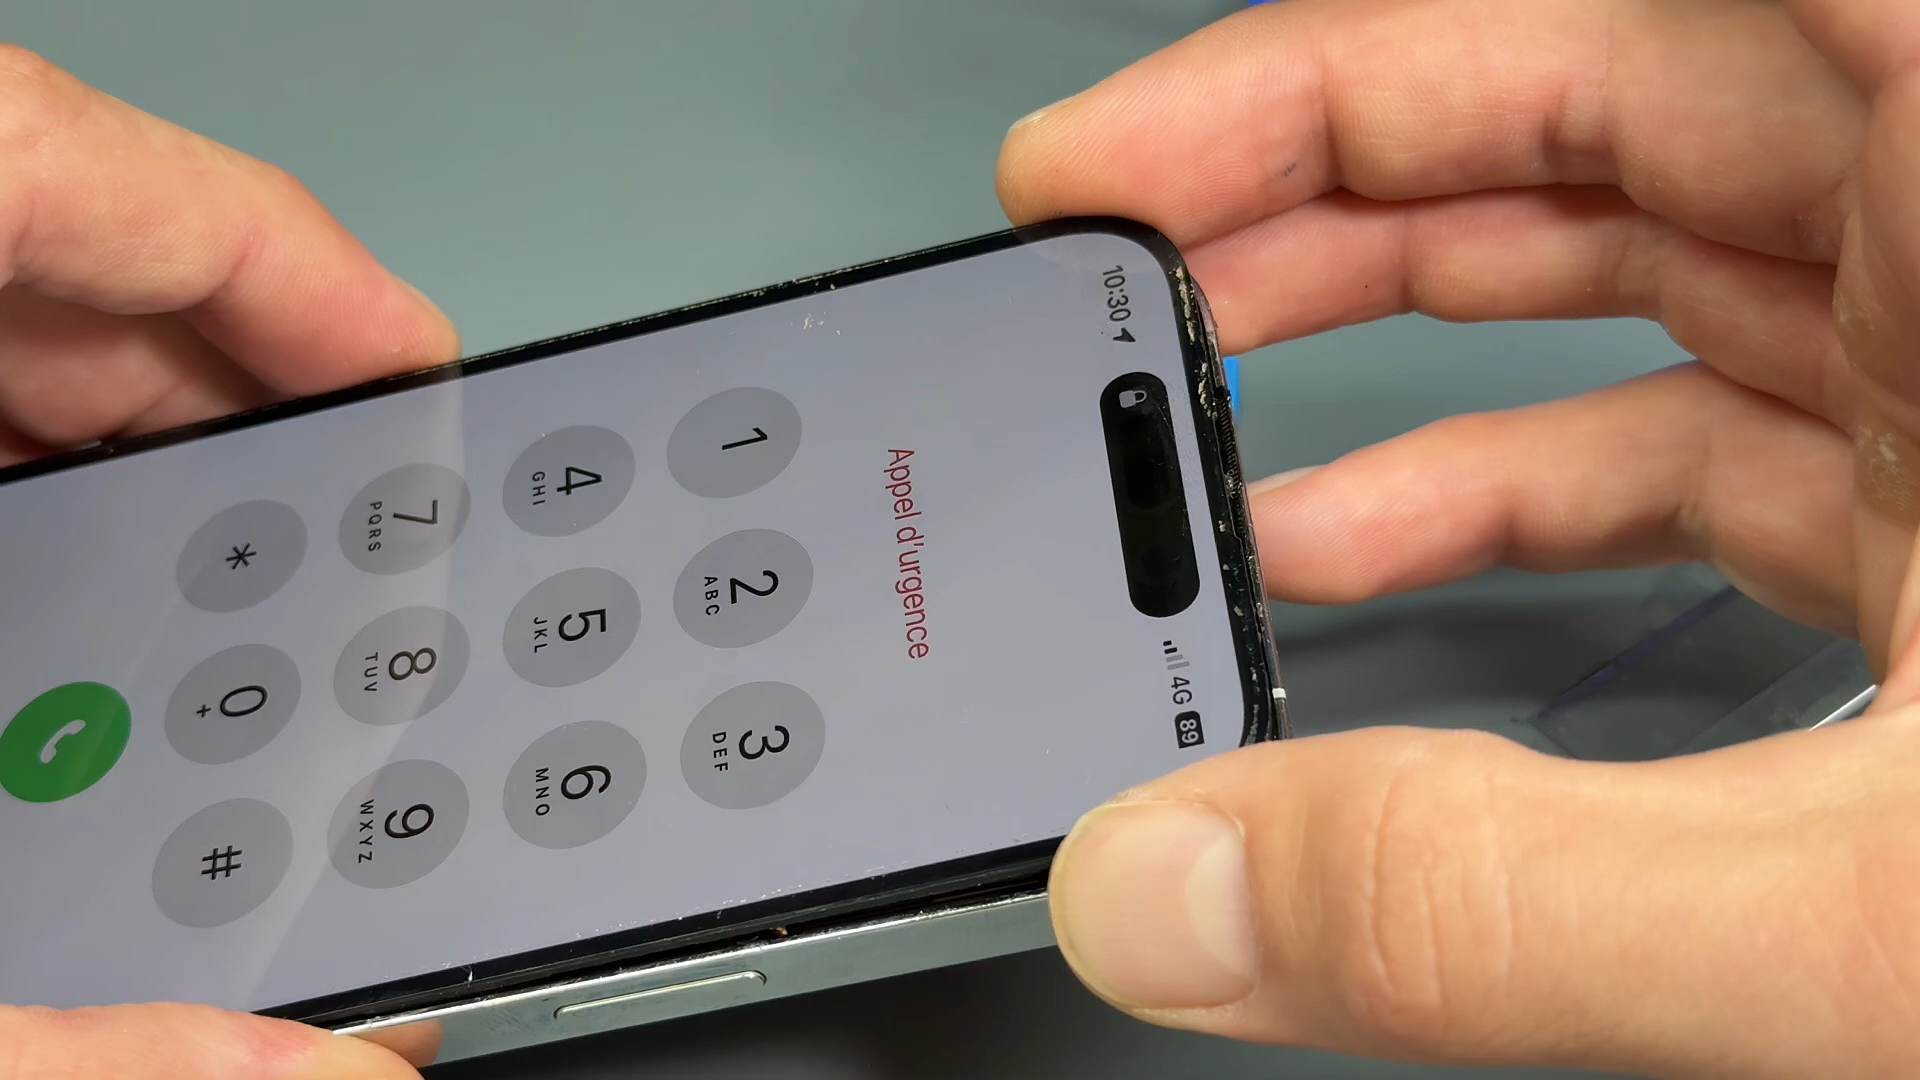 10:30
4G 89
Appel d'urgence
1
2
ABC
3
DEF
4
GHI
5
JKL
6
MNO
7
PQRS
8
TUV
9
WXYZ
*
0
+
#